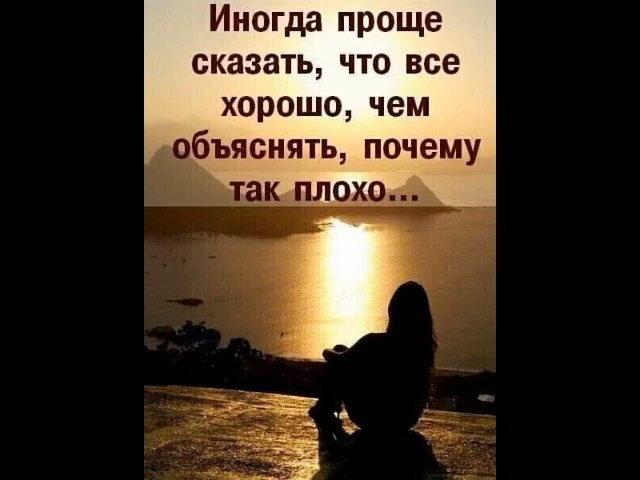 Иногда проще
сказать, что все
хорошо, чем
объяснять, почему
так плохо...